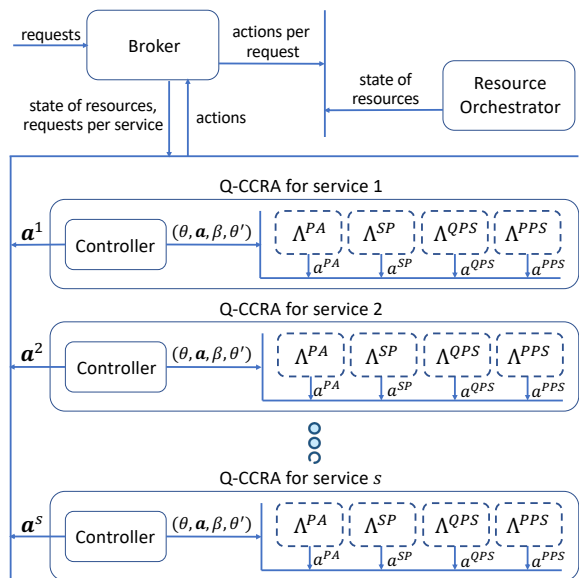 requests
Broker
actions per
request
state of
resources
Resource
Orchestrator
state of resources,
requests per service
actions
Q-CCRA for service 1
a¹
Controller
(θ, a, β, θ′)
Λ^PA Λ^SP Λ^QPS Λ^PPS
a^PA a^SP a^QPS a^PPS
Q-CCRA for service 2
a²
Controller
(θ, a, β, θ′)
Λ^PA Λ^SP Λ^QPS Λ^PPS
a^PA a^SP a^QPS a^PPS
Q-CCRA for service s
a^s
Controller
(θ, a, β, θ′)
Λ^PA Λ^SP Λ^QPS Λ^PPS
a^PA a^SP a^QPS a^PPS